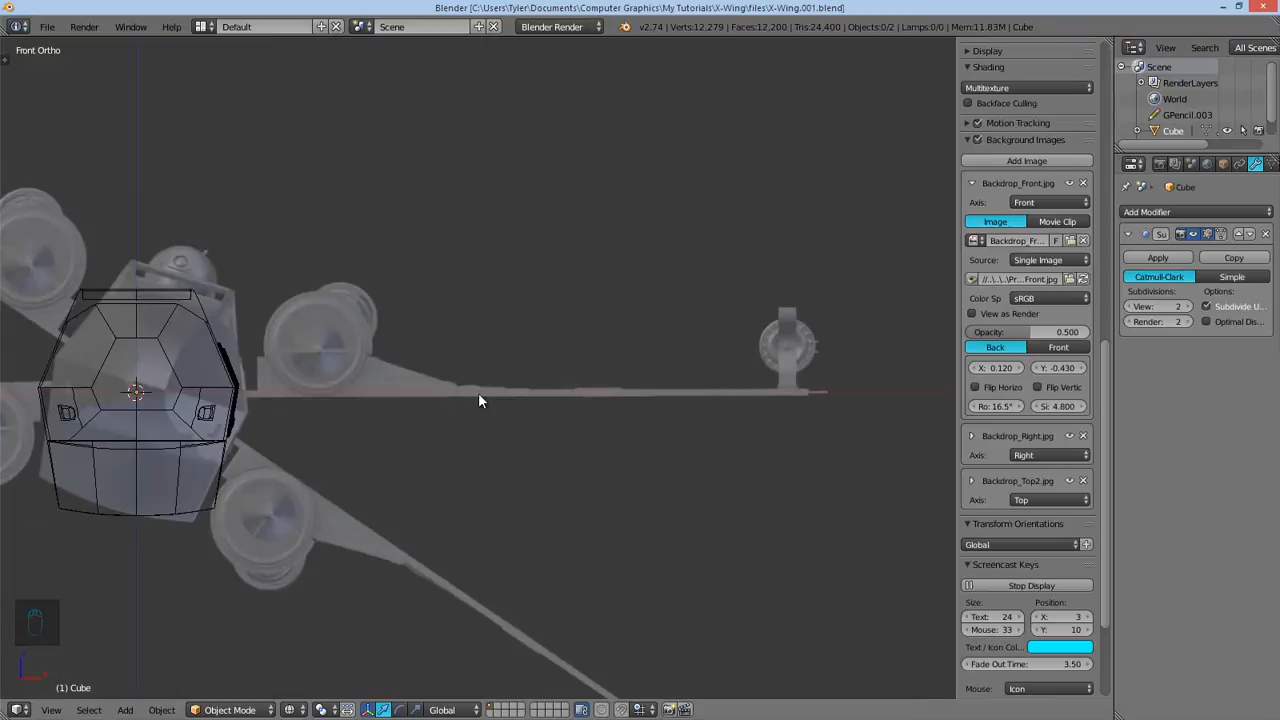 Blender [C:\Users\Tyler\Documents\Computer Graphics\My Tutorials\X-Wing\files\X-Wing.001.blend]
File Render Window Help Default Scene Blender Render v2.74 | Verts:12,279 | Faces:12,200 | Tris:24,400 | Objects:0/2 | Lamps:0/0 | Mem:11.83M | Cube
Front Ortho
(1) Cube
View Select Add Object Object Mode Global
Display
Shading
Multitexture
Backface Culling
Motion Tracking
Background Images
Add Image
Backdrop_Front.jpg
Axis: Front
Image Movie Clip
Backdrop_Fr... F
Source: Single Image
//..\..\Pr...Front.jpg
Color Sp sRGB
View as Render
Opacity: 0.500
Back Front
X: 0.120 Y: -0.430
Flip Horizo Flip Vertic
Ro: 16.5° Si: 4.800
Backdrop_Right.jpg
Axis: Right
Backdrop_Top2.jpg
Axis: Top
Transform Orientations
Global
Screencast Keys
Stop Display
Size: Position:
Text: 24 X: 3
Mouse: 33 Y: 10
Text / Icon Col...
Fade Out Time: 3.50
Mouse: Icon
View Search All Scenes
Scene
RenderLayers
World
GPencil.003
Cube
Cube
Add Modifier
Su
Apply Copy
Catmull-Clark Simple
Subdivisions: Options:
View: 2 Subdivide U...
Render: 2 Optimal Dis...